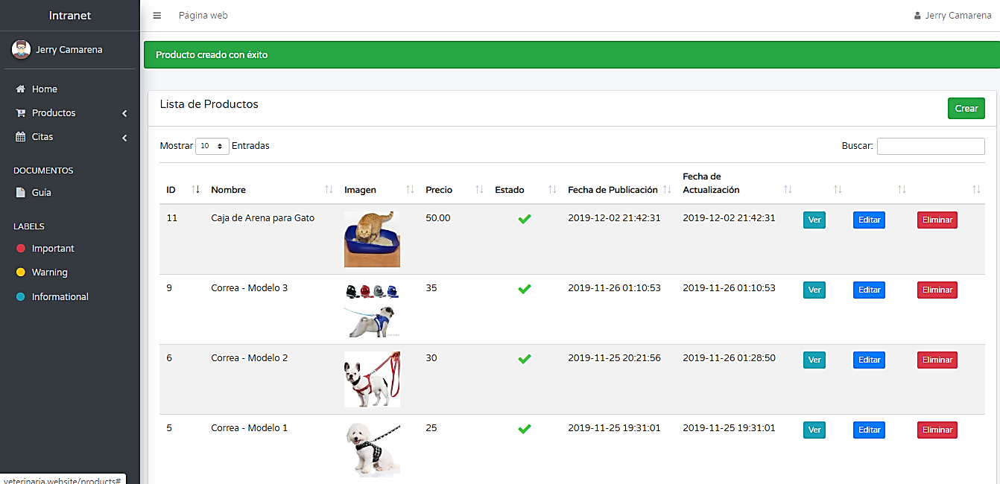 Intranet
Página web
Jerry Camarena
Jerry Camarena
Producto creado con éxito
Home
Productos
Citas
DOCUMENTOS
Guía
LABELS
Important
Warning
Informational
Lista de Productos
Crear
Mostrar 10 Entradas
Buscar:
ID Nombre Imagen Precio Estado Fecha de Publicación Fecha de
Actualización
11 Caja de Arena para Gato 50.00 2019-12-02 21:42:31 2019-12-02 21:42:31 Ver Editar Eliminar
9 Correa - Modelo 3 35 2019-11-26 01:10:53 2019-11-26 01:10:53 Ver Editar Eliminar
6 Correa - Modelo 2 30 2019-11-25 20:21:56 2019-11-26 01:28:50 Ver Editar Eliminar
5 Correa - Modelo 1 25 2019-11-25 19:31:01 2019-11-25 19:31:01 Ver Editar Eliminar
veterinaria.website/products#